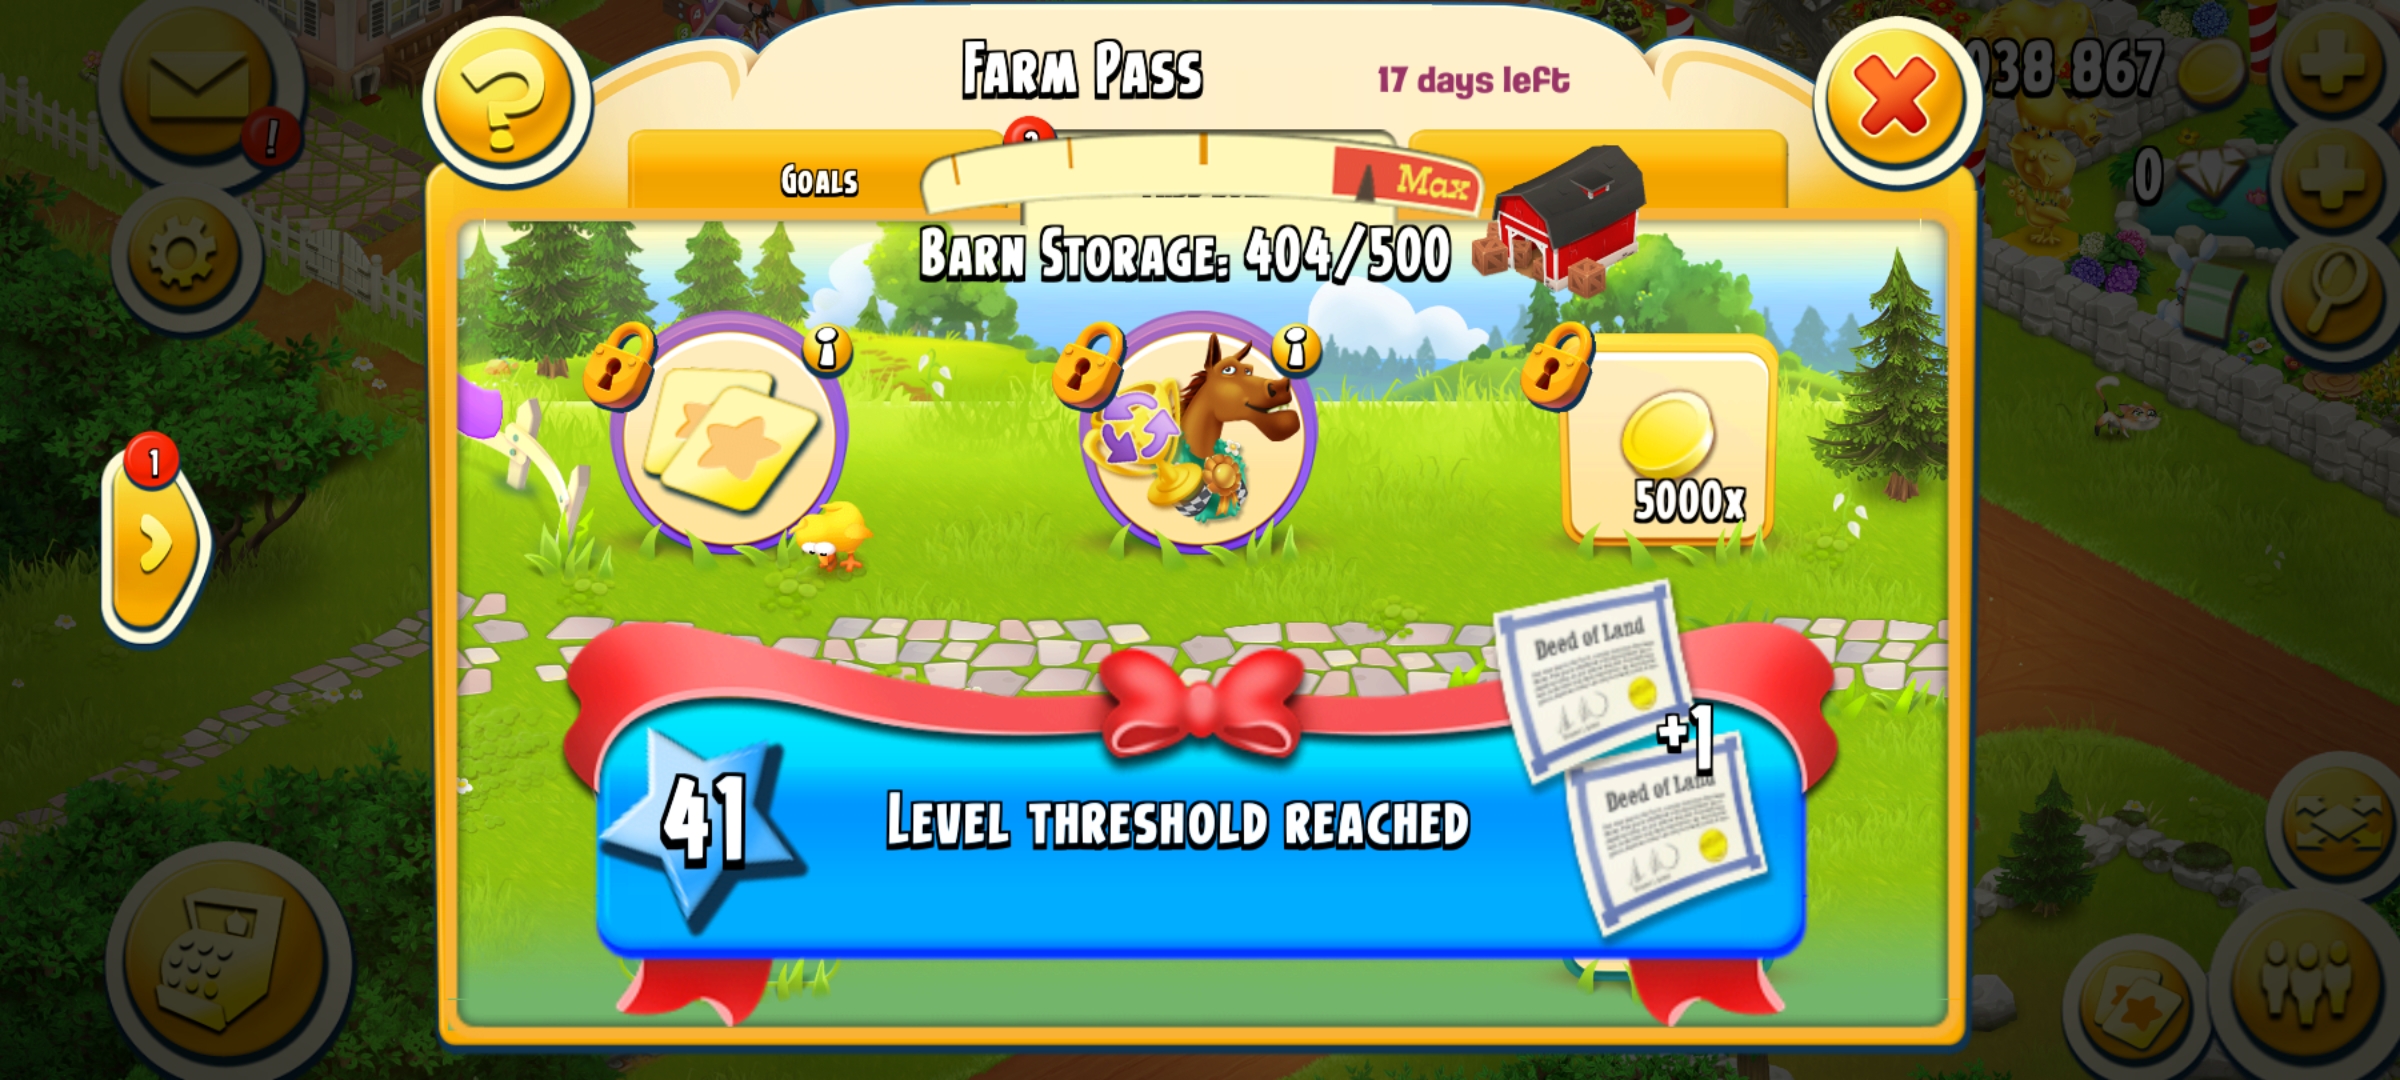 FARM PASS
17 days left
038 867
!
GOALS
Max
0
BARN STORAGE: 404/500
1
5000x
Deed of Land
+1
Deed of Land
41
LEVEL THRESHOLD REACHED